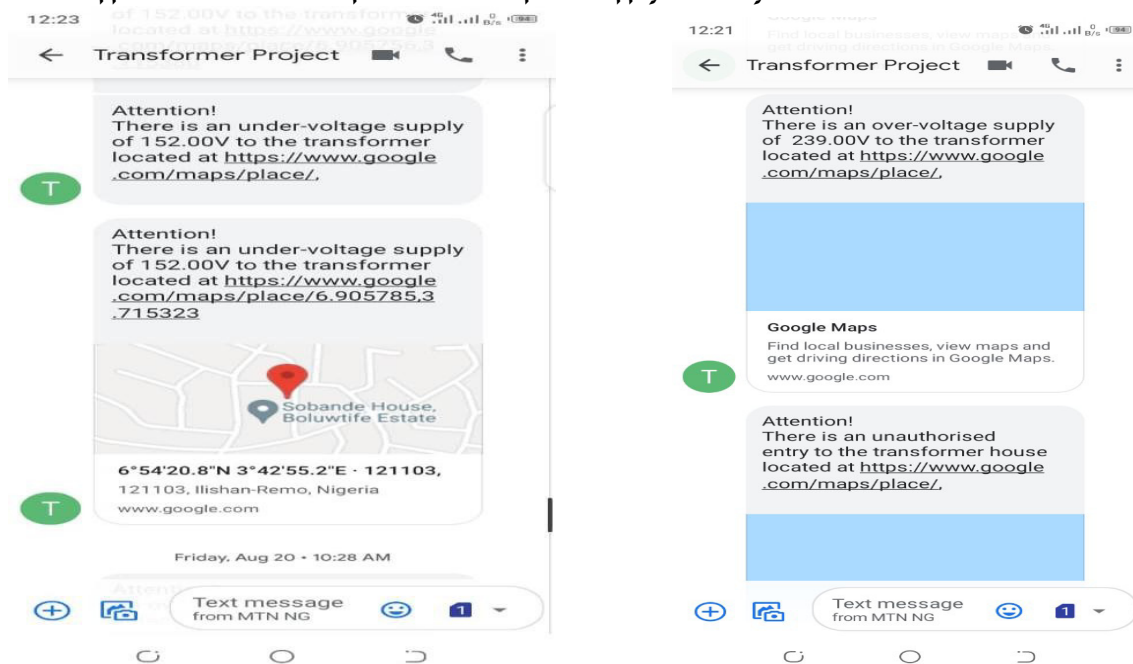 12:23
of 152.00V to the transformer
located at https://www.google
.com/maps/place/6.905756,3
Transformer Project
Attention!
There is an under-voltage supply
of 152.00V to the transformer
located at https://www.google
.com/maps/place/,
T
Attention!
There is an under-voltage supply
of 152.00V to the transformer
located at https://www.google
.com/maps/place/6.905785,3
.715323
Sobande House,
Boluwtife Estate
6°54'20.8"N 3°42'55.2"E · 121103,
121103, Ilishan-Remo, Nigeria
www.google.com
T
Friday, Aug 20 • 10:28 AM
Text message
from MTN NG
1
12:21
Google Maps
Find local businesses, view maps and
get driving directions in Google Maps.
Transformer Project
Attention!
There is an over-voltage supply
of 239.00V to the transformer
located at https://www.google
.com/maps/place/,
Google Maps
Find local businesses, view maps and
get driving directions in Google Maps.
www.google.com
T
Attention!
There is an unauthorised
entry to the transformer house
located at https://www.google
.com/maps/place/,
Text message
from MTN NG
1